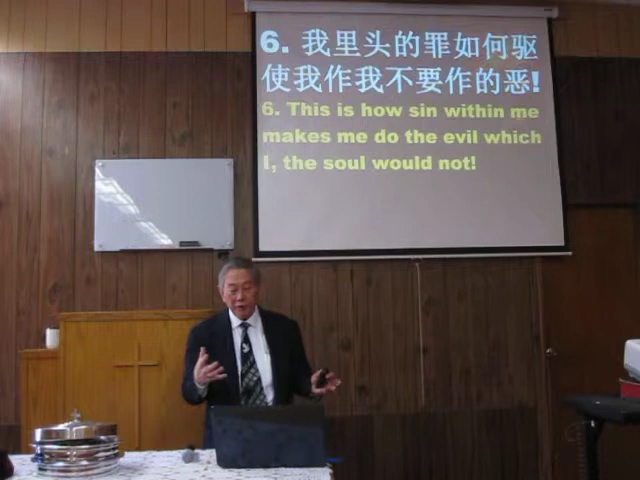 6. 我里头的罪如何驱
使我作我不要作的恶!
6. This is how sin within me
makes me do the evil which
I, the soul would not!